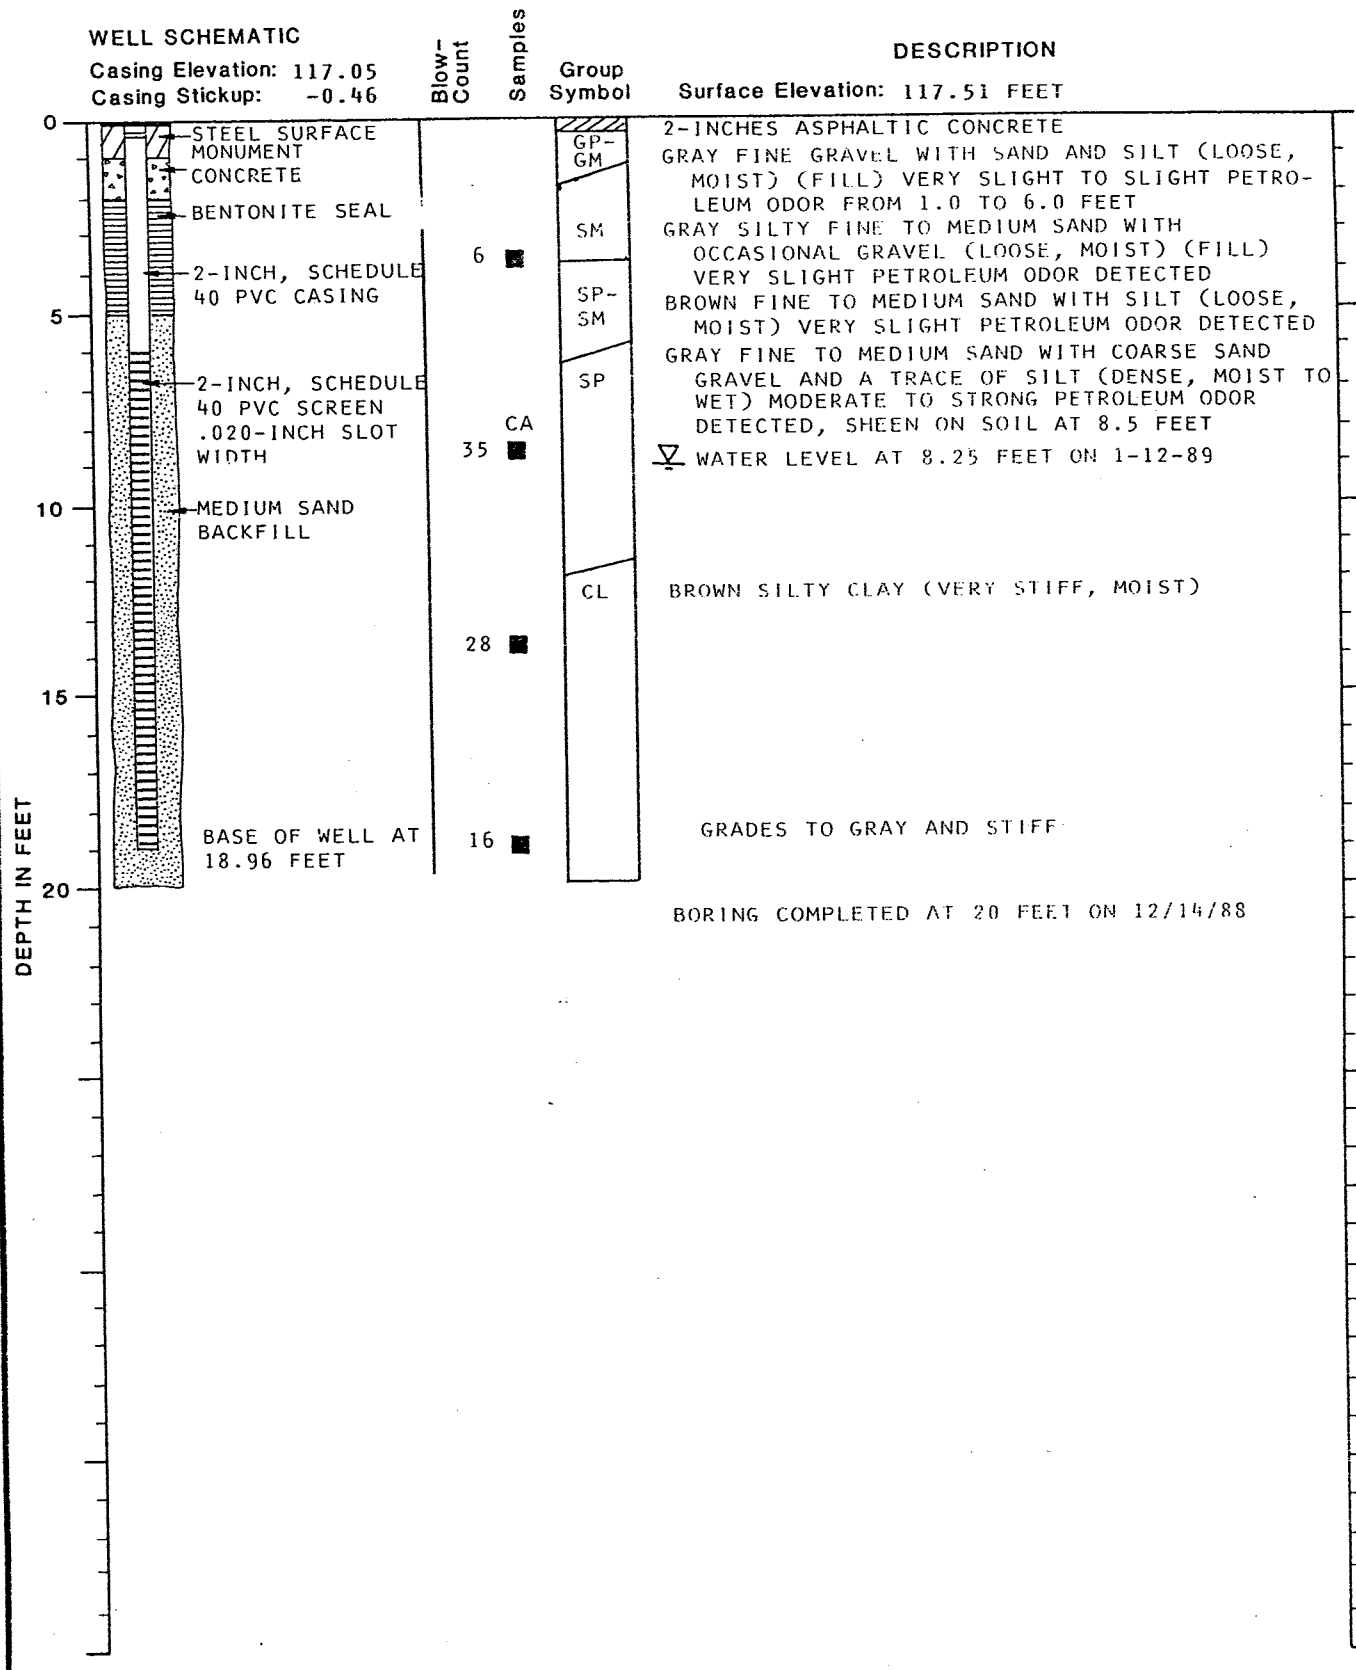 WELL SCHEMATIC
Casing Elevation: 117.05
Casing Stickup: -0.46
Blow-
Count
Samples
Group
Symbol
DESCRIPTION
Surface Elevation: 117.51 FEET
0
STEEL SURFACE
MONUMENT
CONCRETE
BENTONITE SEAL
2-INCH, SCHEDULE
40 PVC CASING
5
2-INCH, SCHEDULE
40 PVC SCREEN
.020-INCH SLOT
WIDTH
10
MEDIUM SAND
BACKFILL
15
BASE OF WELL AT
18.96 FEET
20
DEPTH IN FEET
6
CA
35
28
16
GP-
GM
SM
SP-
SM
SP
CL
2-INCHES ASPHALTIC CONCRETE
GRAY FINE GRAVEL WITH SAND AND SILT (LOOSE,
MOIST) (FILL) VERY SLIGHT TO SLIGHT PETRO-
LEUM ODOR FROM 1.0 TO 6.0 FEET
GRAY SILTY FINE TO MEDIUM SAND WITH
OCCASIONAL GRAVEL (LOOSE, MOIST) (FILL)
VERY SLIGHT PETROLEUM ODOR DETECTED
BROWN FINE TO MEDIUM SAND WITH SILT (LOOSE,
MOIST) VERY SLIGHT PETROLEUM ODOR DETECTED
GRAY FINE TO MEDIUM SAND WITH COARSE SAND
GRAVEL AND A TRACE OF SILT (DENSE, MOIST TO
WET) MODERATE TO STRONG PETROLEUM ODOR
DETECTED, SHEEN ON SOIL AT 8.5 FEET
WATER LEVEL AT 8.25 FEET ON 1-12-89
BROWN SILTY CLAY (VERY STIFF, MOIST)
GRADES TO GRAY AND STIFF
BORING COMPLETED AT 20 FEET ON 12/14/88